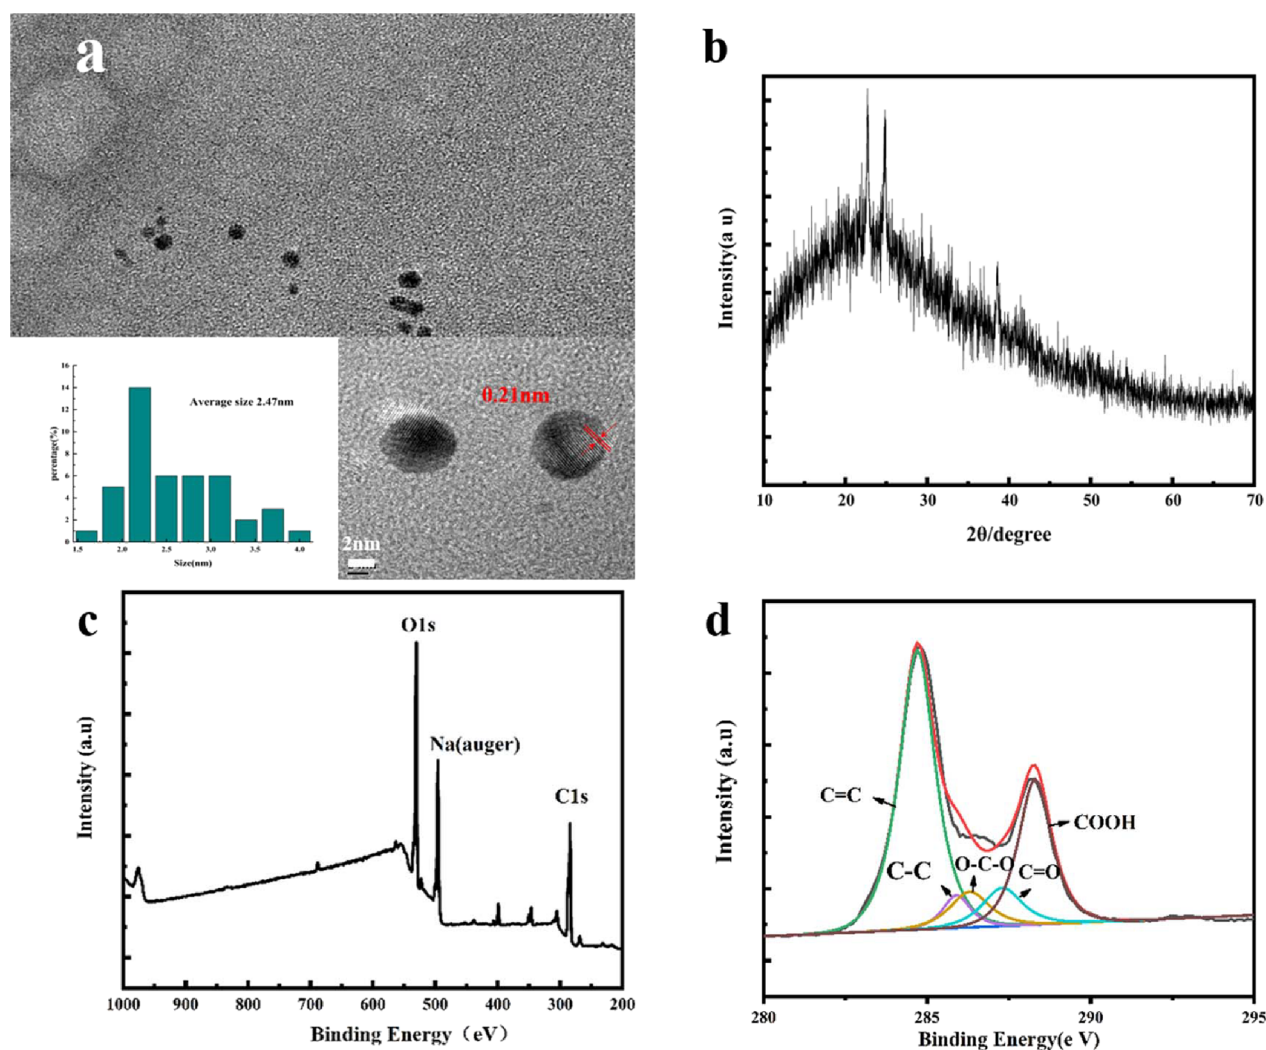 a
0.21nm
2nm
16
14
12
10
8
6
4
2
0
perentage(%)
Average size 2.47nm
1.5 2.0 2.5 3.0 3.5 4.0
Size(nm)
b
Intensity(a u)
10 20 30 40 50 60 70
2θ/degree
c
O1s
Na(auger)
C1s
Intensity (a.u)
1000 900 800 700 600 500 400 300 200
Binding Energy（eV）
d
C=C
C-C
O-C-O
C=O
COOH
Intensity (a.u)
280 285 290 295
Binding Energy(e V)